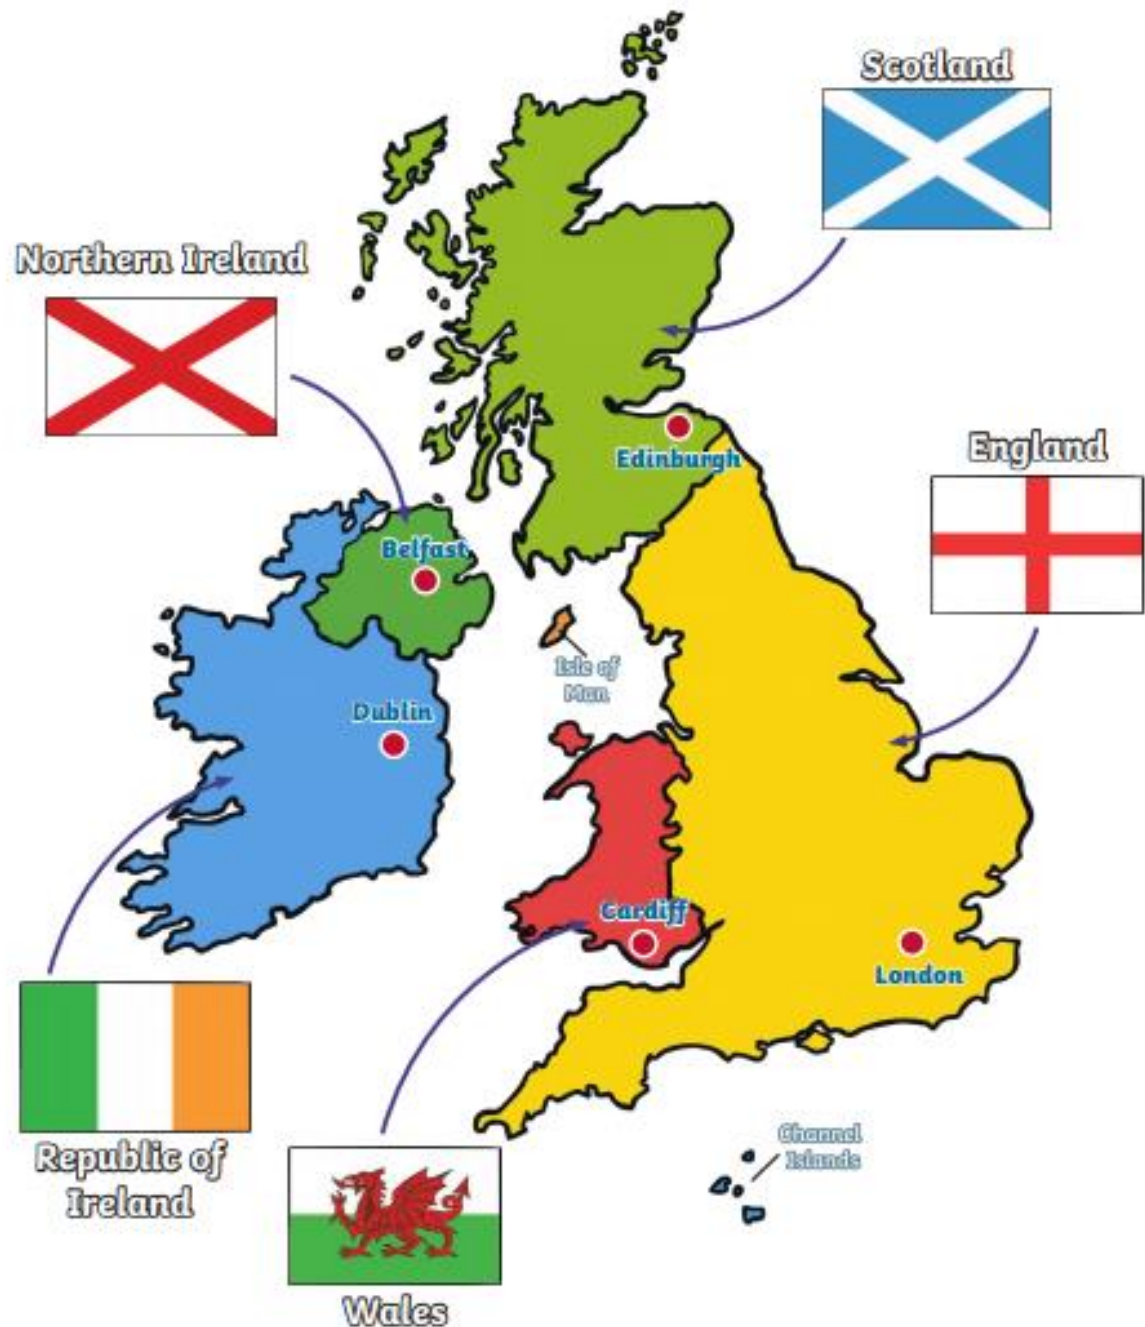 Scotland
Northern Ireland
Edinburgh
England
Belfast
Isle of
Man
Dublin
Cardiff
London
Channel
Islands
Republic of
Ireland
Wales